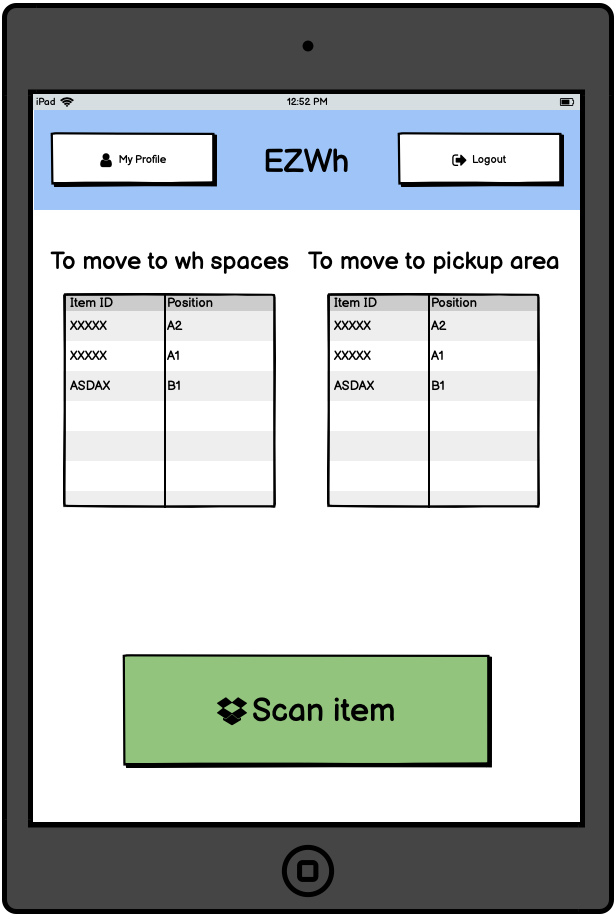 iPad 12:52 PM
My Profile EZWh Logout
To move to wh spaces To move to pickup area
Item ID Position Item ID Position
XXXXX A2 XXXXX A2
XXXXX A1 XXXXX A1
ASDAX B1 ASDAX B1
Scan item